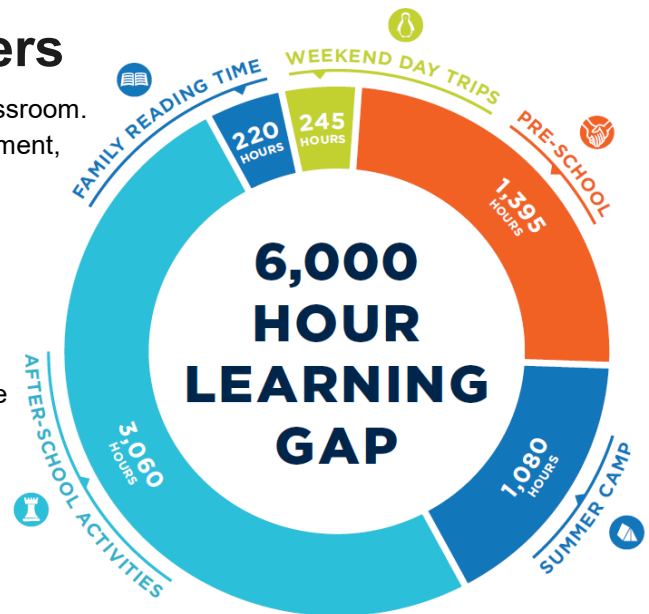 ers
ssroom.
ment,
e
FAMILY READING TIME
220
HOURS
WEEKEND DAY TRIPS
245
HOURS
PRE-SCHOOL
1,395
HOURS
6,000
HOUR
LEARNING
GAP
AFTER-SCHOOL ACTIVITIES
3,060
HOURS
1,080
HOURS
SUMMER CAMP